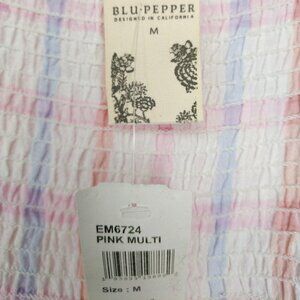 BLU·PEPPER
DESIGNED IN CALIFORNIA
M
EM6724
PINK MULTI
Size : M